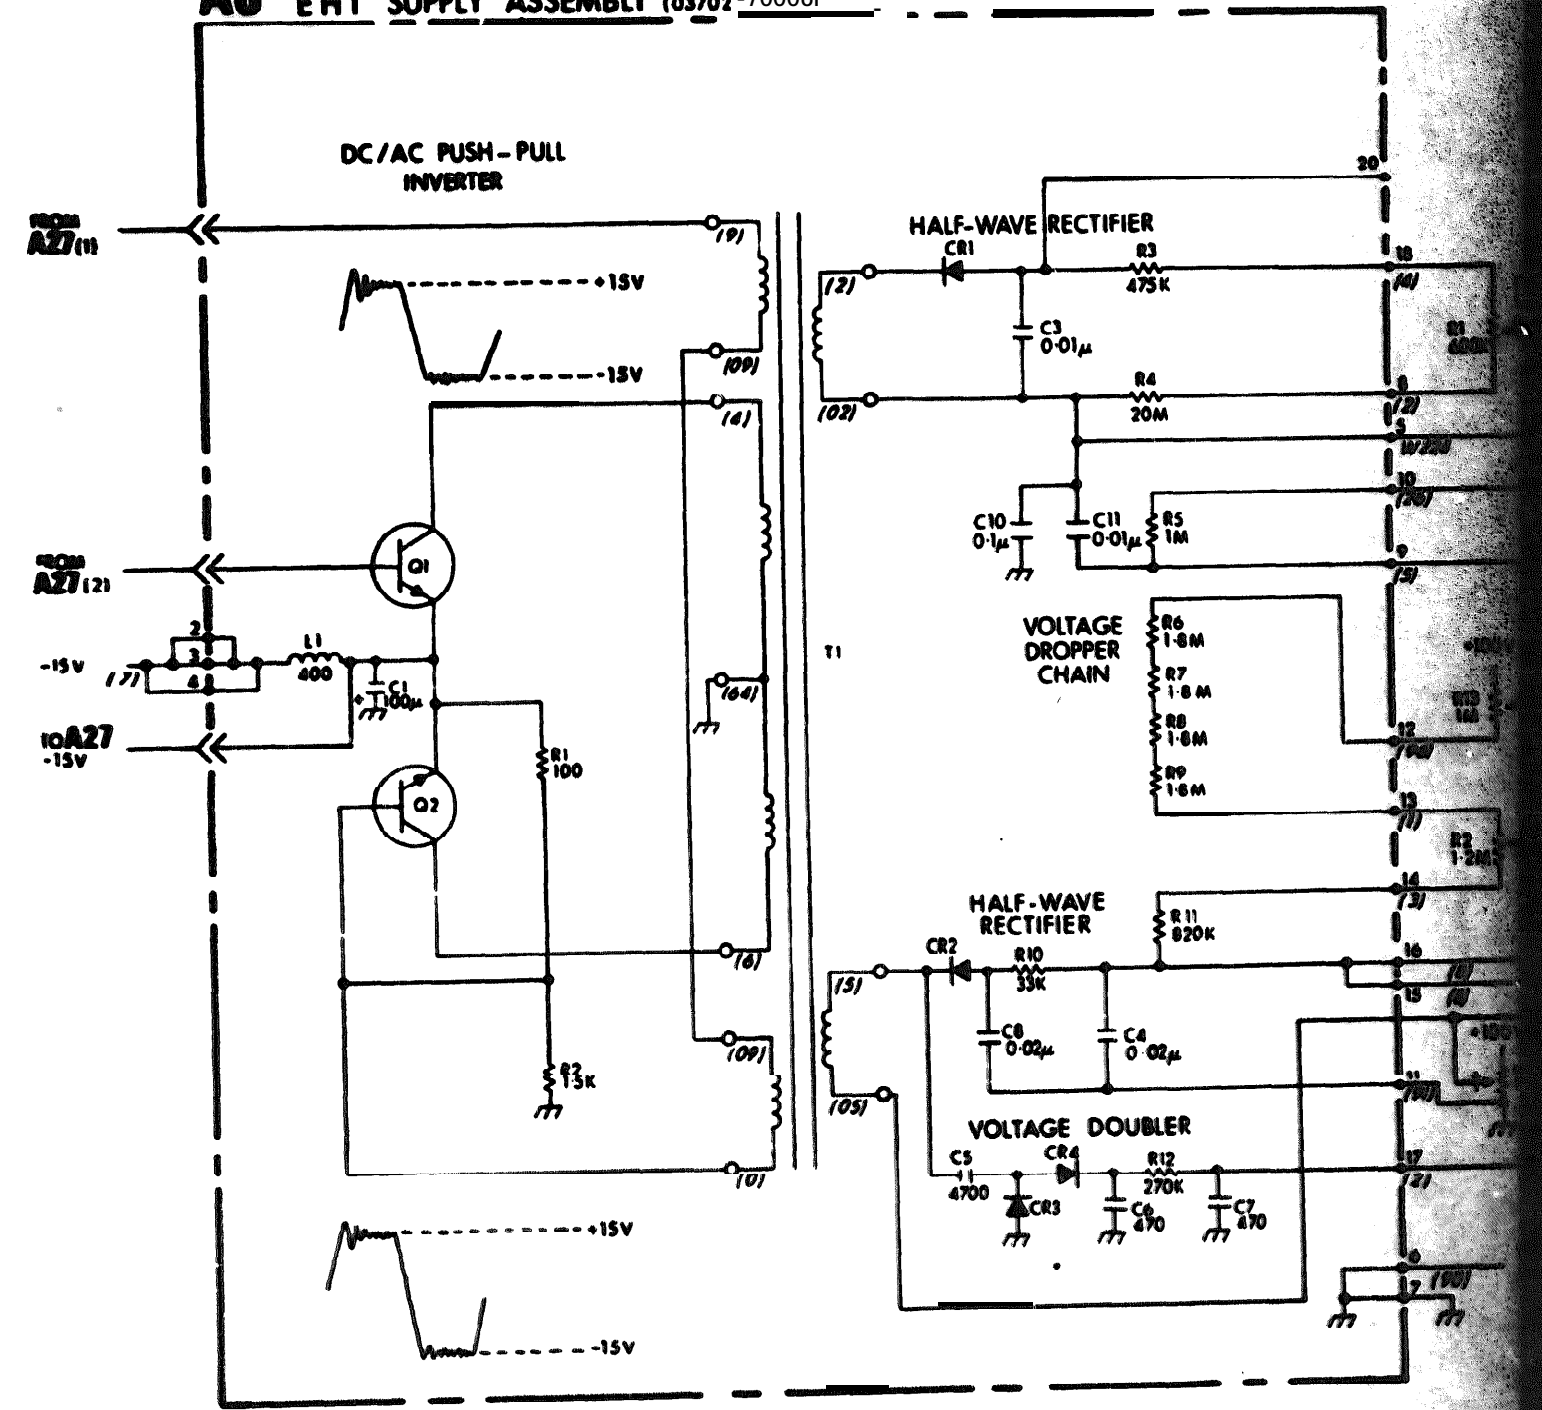 A6 EHT SUPPLY ASSEMBLY (03702
DC/AC PUSH-PULL
INVERTER
20
FROM
A27(1)
(9)
HALF-WAVE RECTIFIER
CR1
R3
475K
18
(4)
+15V
(2)
C3
0.01μ
R1
-15V
(09)
R4
20M
8
(2)
(4)
(02)
5
10
C10
0.1μ
C11
0.01μ
R5
1M
9
(5)
Q1
FROM
A27(2)
VOLTAGE
DROPPER
CHAIN
R6
1.8M
R7
1.8M
R8
1.8M
R9
1.8M
+100V
1M
12
2
3
4
-15V
(7)
L1
400
C1
+
100μ
(64)
T1
TO A27
-15V
R1
100
Q2
13
(1)
R2
1.2M
14
(3)
HALF-WAVE
RECTIFIER
R11
820K
CR2
R10
33K
16
15
(6)
(5)
C8
0.02μ
C4
0.02μ
(09)
R2
1.5K
11
(05)
VOLTAGE DOUBLER
C5
4700
CR4
R12
270K
17
(2)
(0)
CR3
C6
470
C7
470
+15V
6
7
-15V